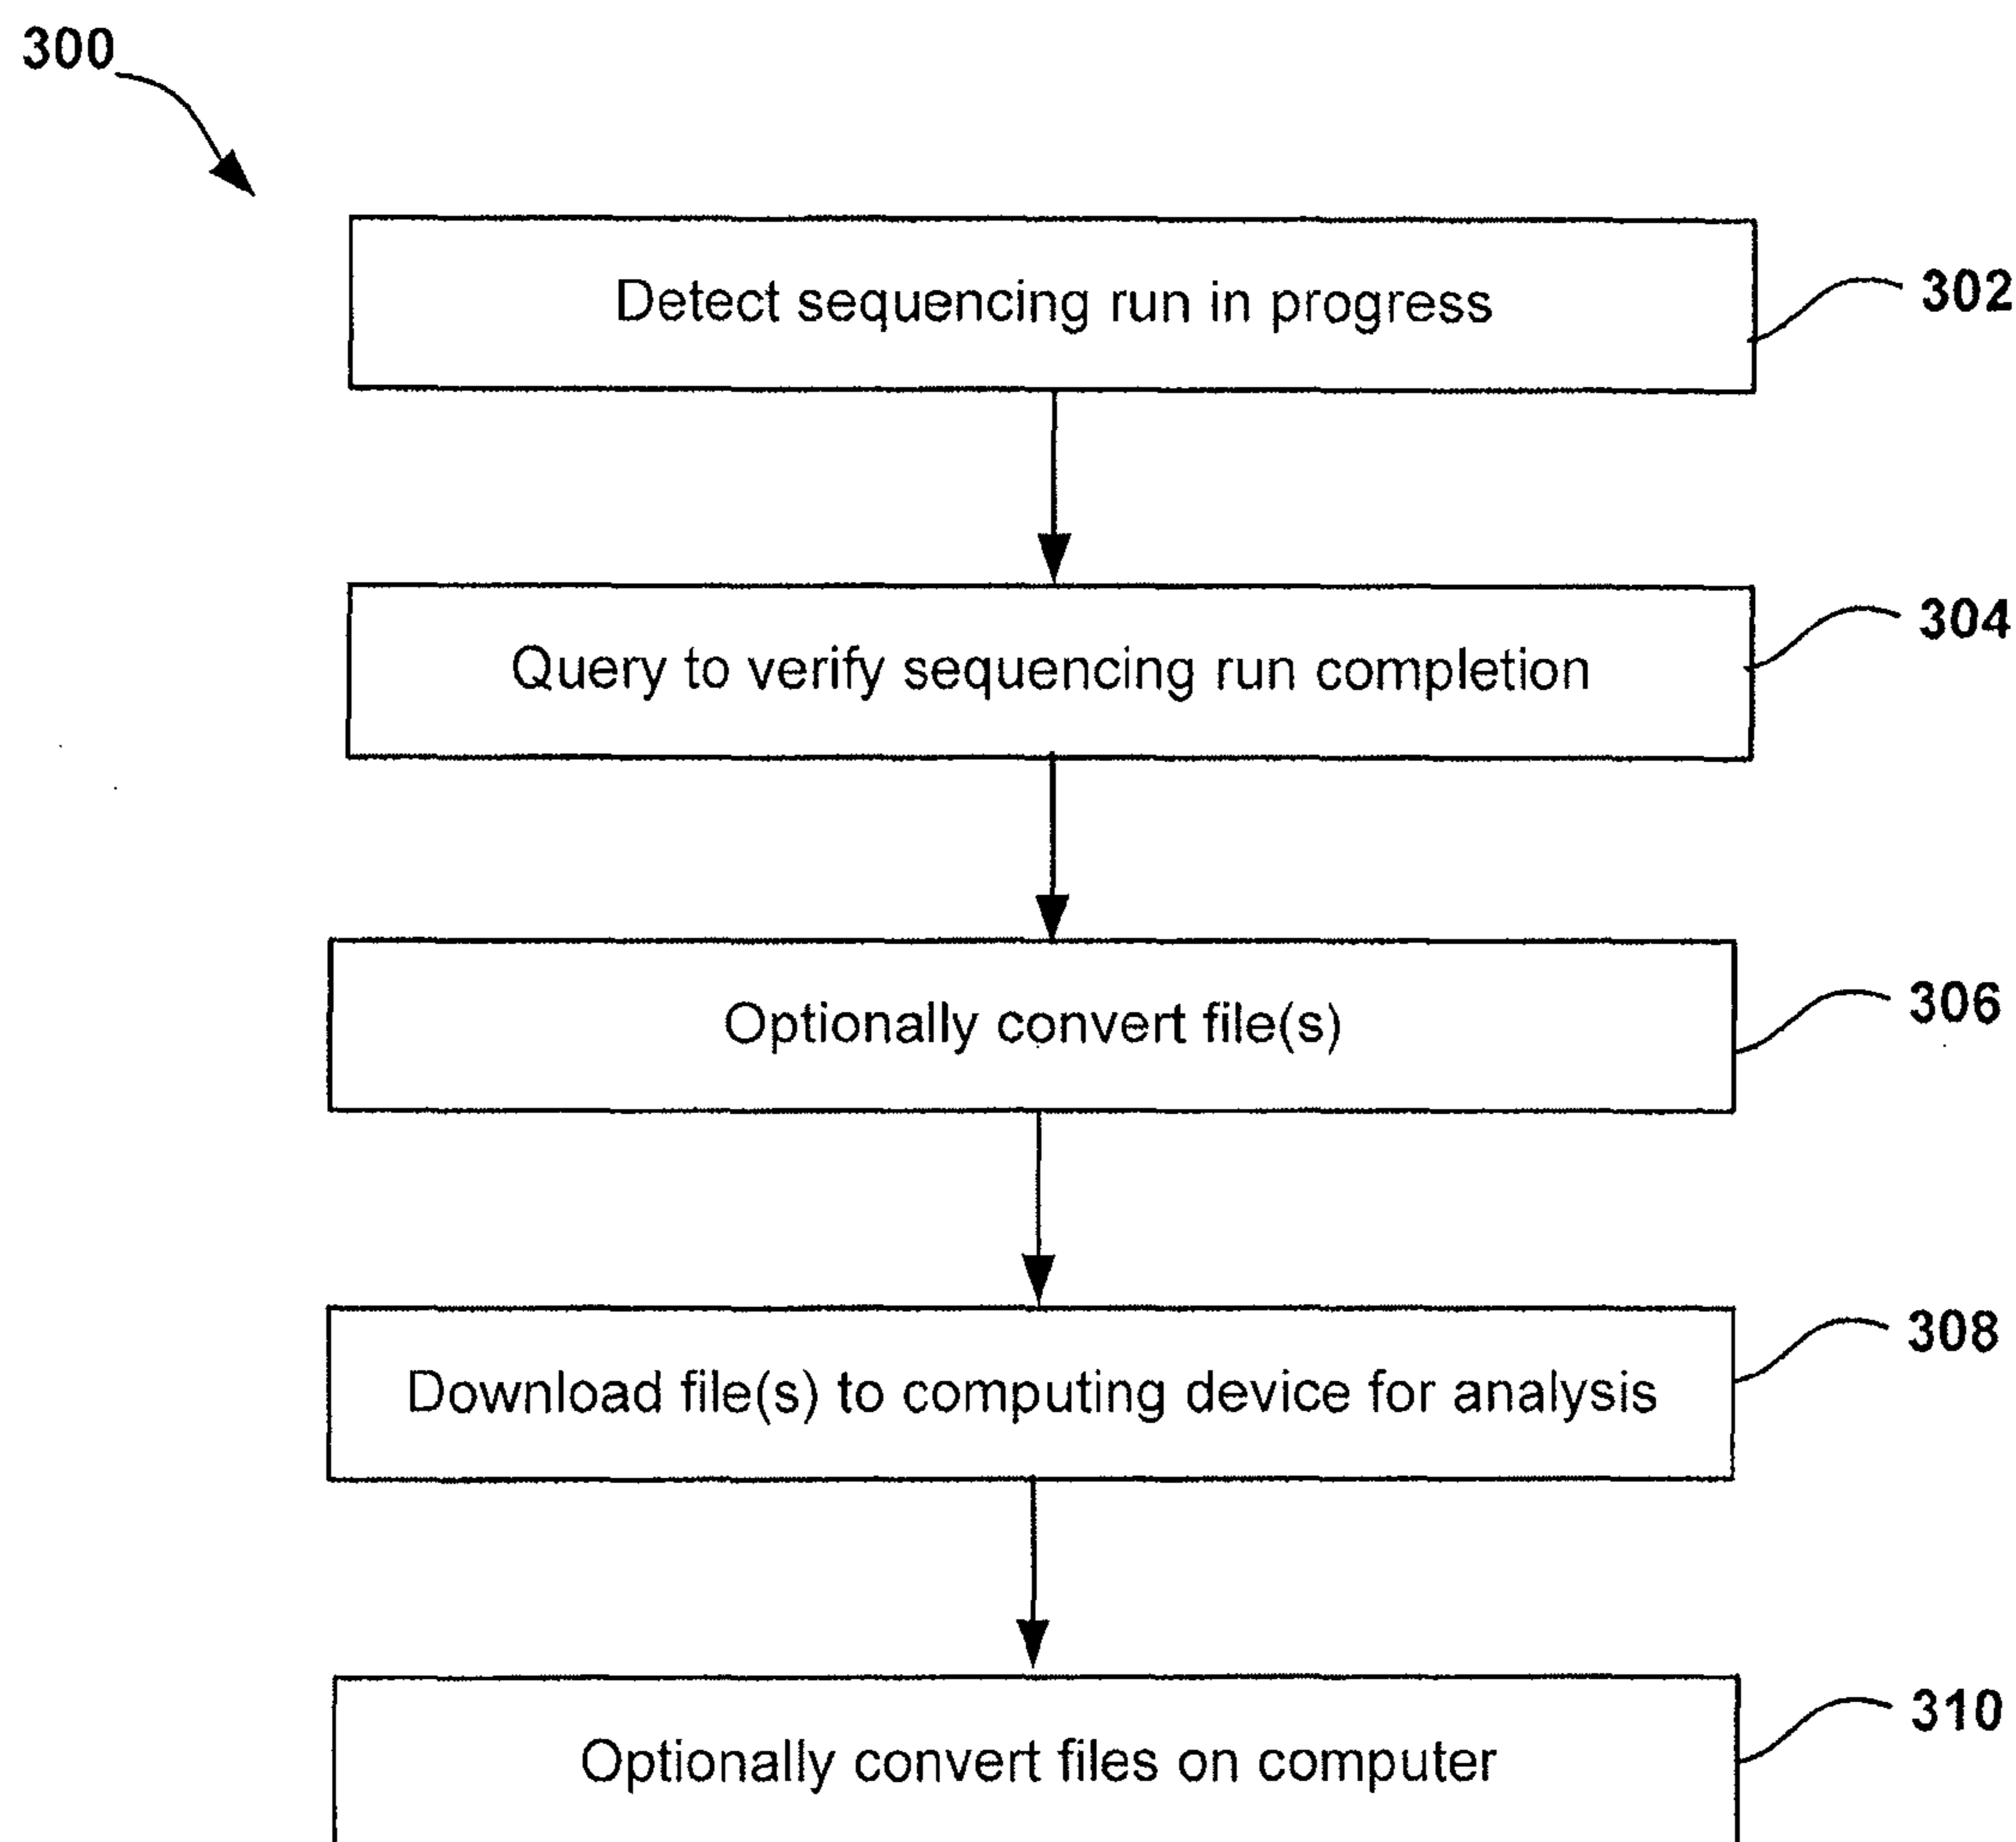 300
Detect sequencing run in progress
302
Query to verify sequencing run completion
304
Optionally convert file(s)
306
Download file(s) to computing device for analysis
308
Optionally convert files on computer
310